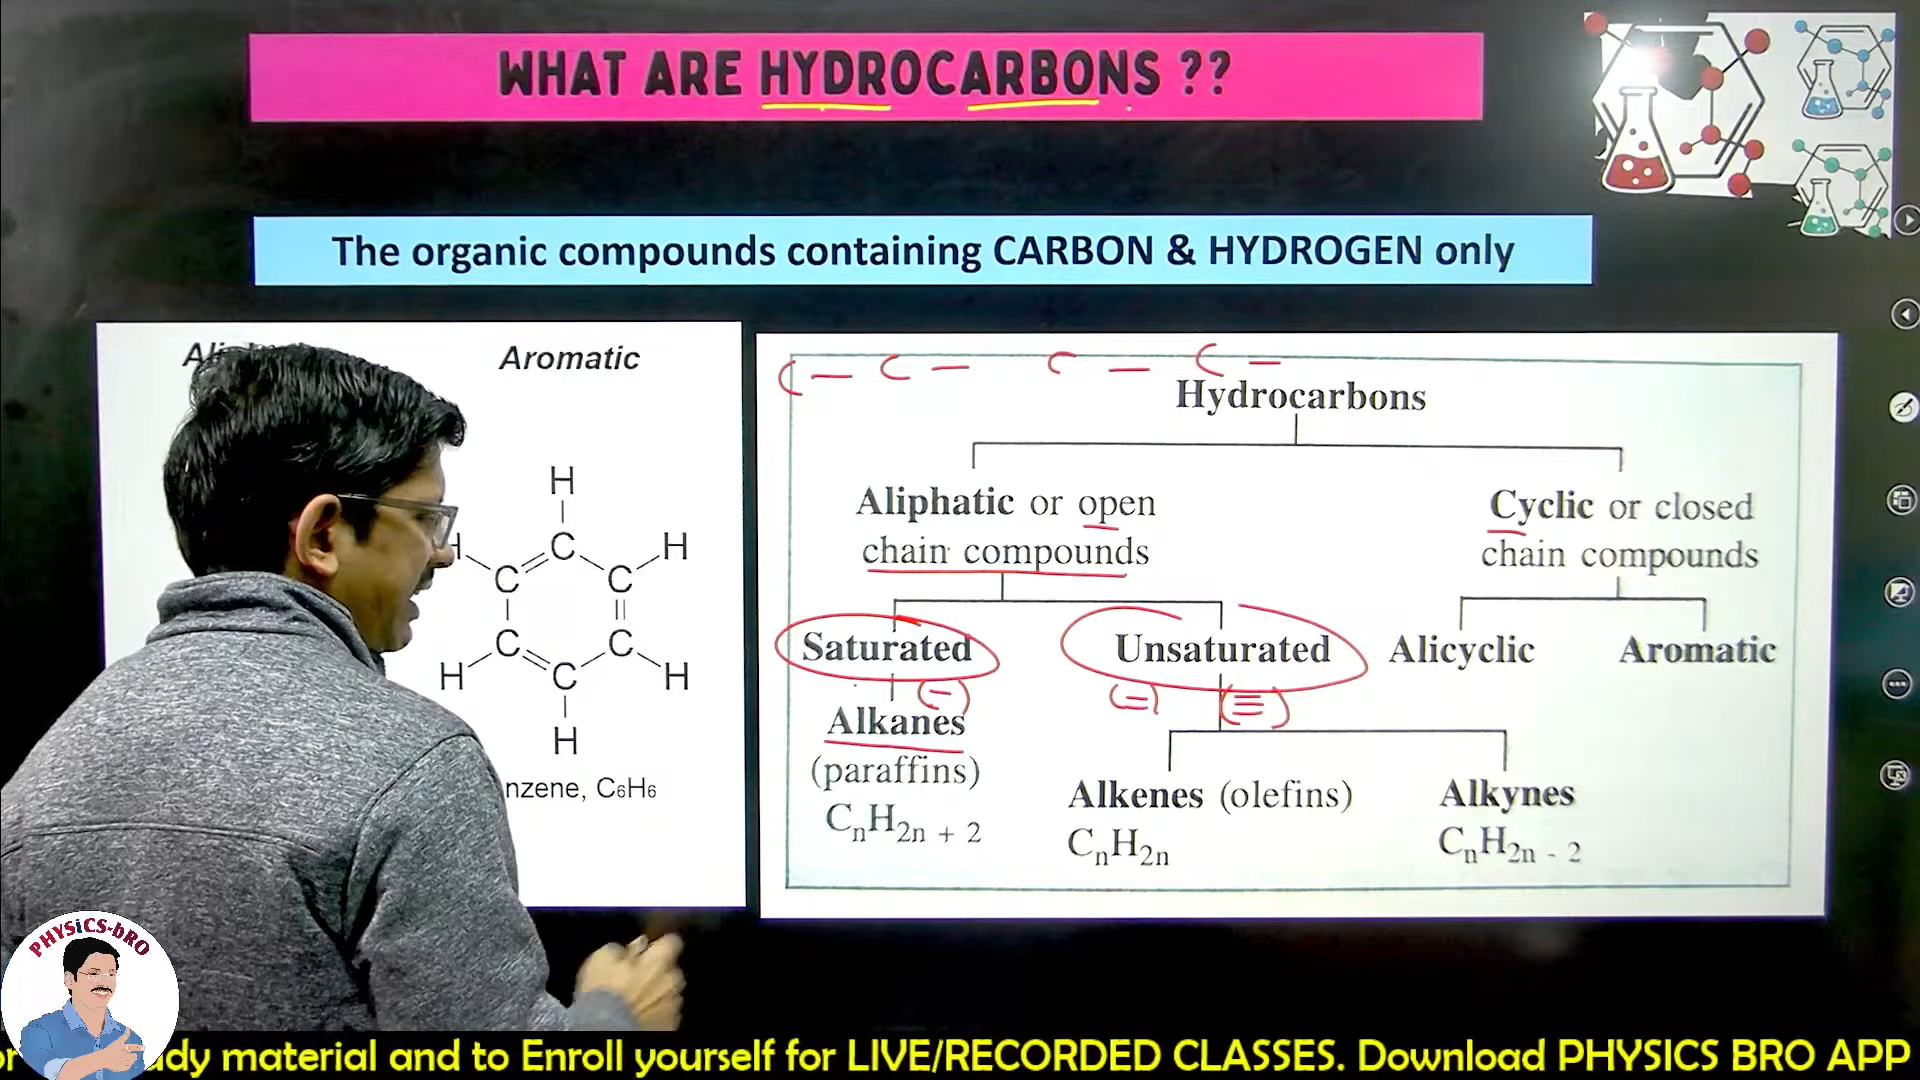 WHAT ARE HYDROCARBONS ??
The organic compounds containing CARBON & HYDROGEN only
Aromatic
H
H
H
C
C
C
C
C
C
H
H
H
nzene, C₆H₆
C – C – C – C –
Hydrocarbons
Aliphatic or open
chain compounds
Cyclic or closed
chain compounds
Saturated
Unsaturated
Alicyclic
Aromatic
(–)
(=)
(≡)
Alkanes
(paraffins)
CₙH₂ₙ ₊ ₂
Alkenes (olefins)
CₙH₂ₙ
Alkynes
CₙH₂ₙ ₋ ₂
PHYSiCS-bRO
ady material and to Enroll yourself for LIVE/RECORDED CLASSES. Download PHYSICS BRO APP